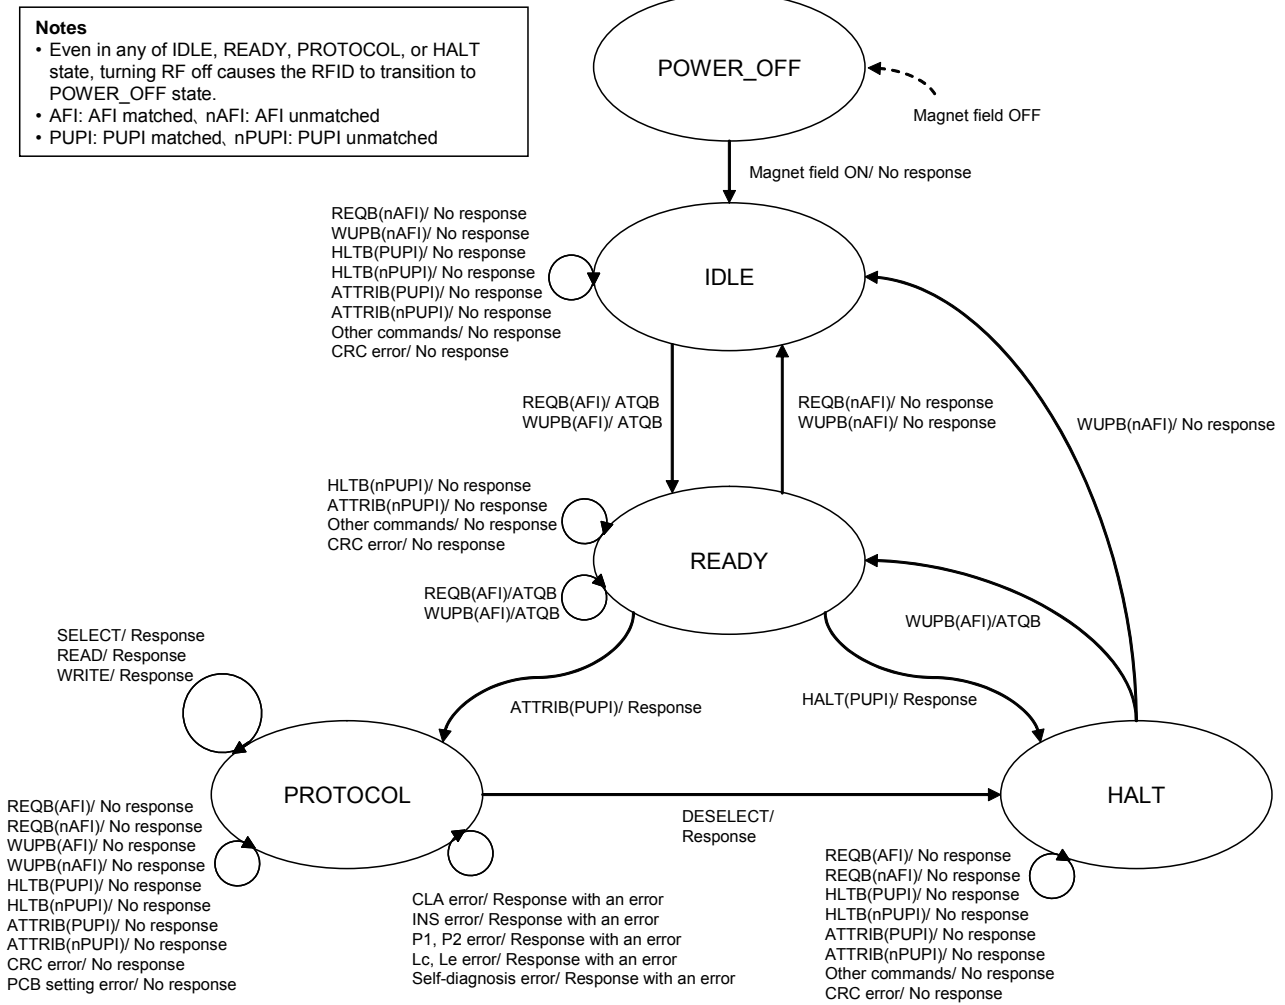 Notes
• Even in any of IDLE, READY, PROTOCOL, or HALT
state, turning RF off causes the RFID to transition to
POWER_OFF state.
• AFI: AFI matched、nAFI: AFI unmatched
• PUPI: PUPI matched、nPUPI: PUPI unmatched
POWER_OFF
Magnet field OFF
Magnet field ON/ No response
REQB(nAFI)/ No response
WUPB(nAFI)/ No response
HLTB(PUPI)/ No response
HLTB(nPUPI)/ No response
ATTRIB(PUPI)/ No response
ATTRIB(nPUPI)/ No response
Other commands/ No response
CRC error/ No response
IDLE
REQB(AFI)/ ATQB
WUPB(AFI)/ ATQB
REQB(nAFI)/ No response
WUPB(nAFI)/ No response
WUPB(nAFI)/ No response
HLTB(nPUPI)/ No response
ATTRIB(nPUPI)/ No response
Other commands/ No response
CRC error/ No response
READY
REQB(AFI)/ATQB
WUPB(AFI)/ATQB
WUPB(AFI)/ATQB
SELECT/ Response
READ/ Response
WRITE/ Response
ATTRIB(PUPI)/ Response
HALT(PUPI)/ Response
PROTOCOL
HALT
DESELECT/
Response
REQB(AFI)/ No response
REQB(nAFI)/ No response
WUPB(AFI)/ No response
WUPB(nAFI)/ No response
HLTB(PUPI)/ No response
HLTB(nPUPI)/ No response
ATTRIB(PUPI)/ No response
ATTRIB(nPUPI)/ No response
CRC error/ No response
PCB setting error/ No response
CLA error/ Response with an error
INS error/ Response with an error
P1, P2 error/ Response with an error
Lc, Le error/ Response with an error
Self-diagnosis error/ Response with an error
REQB(AFI)/ No response
REQB(nAFI)/ No response
HLTB(PUPI)/ No response
HLTB(nPUPI)/ No response
ATTRIB(PUPI)/ No response
ATTRIB(nPUPI)/ No response
Other commands/ No response
CRC error/ No response